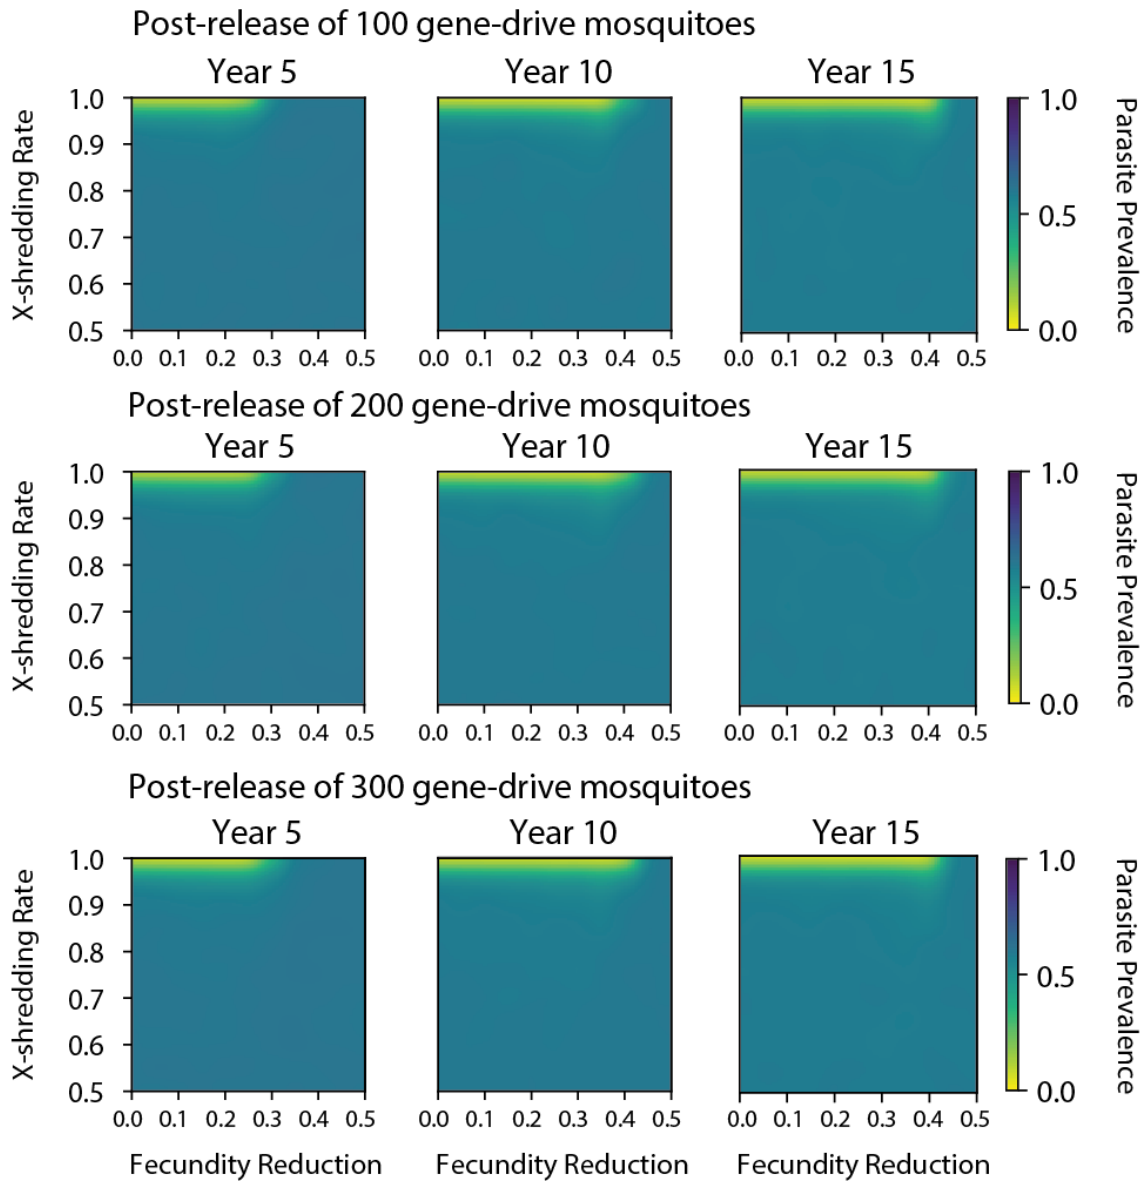 Post-release of 100 gene-drive mosquitoes
Year 5 Year 10 Year 15
X-shredding Rate
1.0
0.9
0.8
0.7
0.6
0.5
0.0 0.1 0.2 0.3 0.4 0.5
0.0 0.1 0.2 0.3 0.4 0.5
0.0 0.1 0.2 0.3 0.4 0.5
1.0
0.5
0.0
Parasite Prevalence
Post-release of 200 gene-drive mosquitoes
Year 5 Year 10 Year 15
X-shredding Rate
1.0
0.9
0.8
0.7
0.6
0.5
0.0 0.1 0.2 0.3 0.4 0.5
0.0 0.1 0.2 0.3 0.4 0.5
0.0 0.1 0.2 0.3 0.4 0.5
1.0
0.5
0.0
Parasite Prevalence
Post-release of 300 gene-drive mosquitoes
Year 5 Year 10 Year 15
X-shredding Rate
1.0
0.9
0.8
0.7
0.6
0.5
0.0 0.1 0.2 0.3 0.4 0.5
0.0 0.1 0.2 0.3 0.4 0.5
0.0 0.1 0.2 0.3 0.4 0.5
1.0
0.5
0.0
Parasite Prevalence
Fecundity Reduction Fecundity Reduction Fecundity Reduction